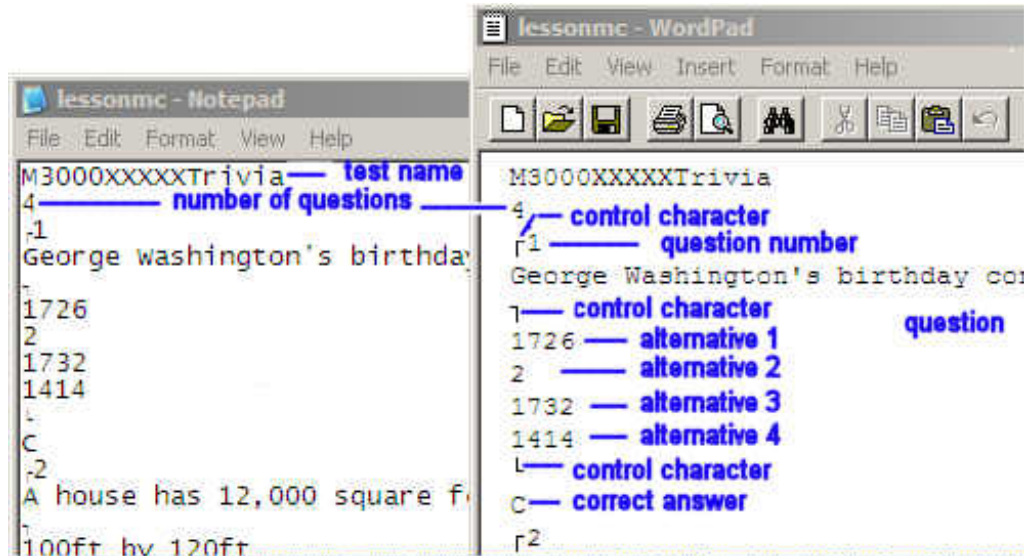 lessonmc - Notepad
File Edit Format View Help
M3000XXXXXTrivia test name
4 number of questions
┌1
George Washington's birthday
┐
1726
2
1732
1414
└
C
┌2
A house has 12,000 square f
┐
100ft by 120ft
lessonmc - WordPad
File Edit View Insert Format Help
M3000XXXXXTrivia
4 control character
┌1 question number
George Washington's birthday co
┐ control character
question
1726 alternative 1
2 alternative 2
1732 alternative 3
1414 alternative 4
└ control character
C correct answer
┌2